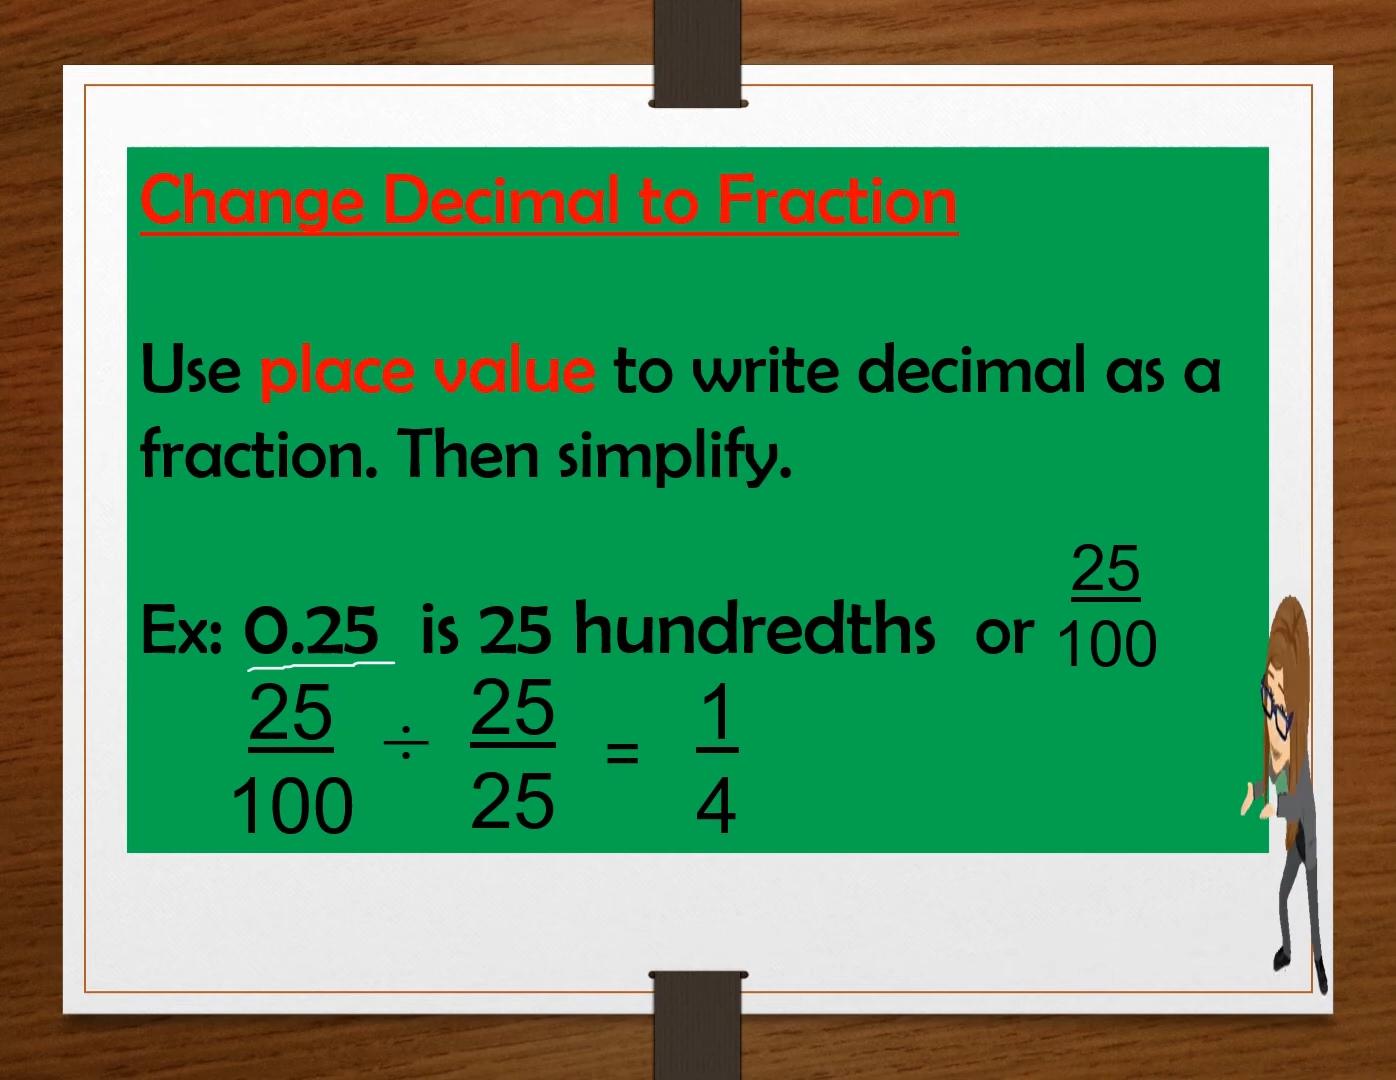 Change Decimal to Fraction
Use place value to write decimal as a
fraction. Then simplify.
Ex: 0.25 is 25 hundredths or 25/100
25/100 ÷ 25/25 = 1/4